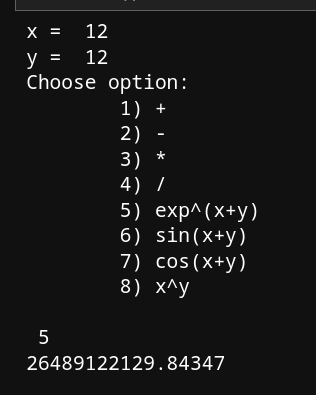 x =  12
y =  12
Choose option:
        1) +
        2) -
        3) *
        4) /
        5) exp^(x+y)
        6) sin(x+y)
        7) cos(x+y)
        8) x^y
 5
26489122129.84347